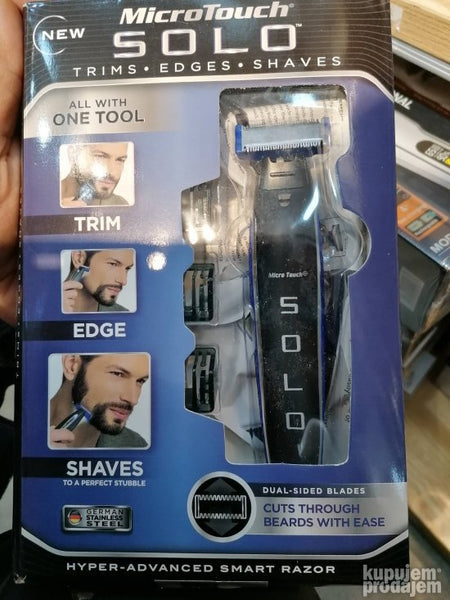 NEW
MicroTouch®
SOLO™
TRIMS • EDGES • SHAVES
ALL WITH
ONE TOOL
TRIM
EDGE
SHAVES
TO A PERFECT STUBBLE
GERMAN
STAINLESS
STEEL
Micro Touch®
SOLO
DUAL-SIDED BLADES
CUTS THROUGH
BEARDS WITH EASE
HYPER-ADVANCED SMART RAZOR
kupujem
prodajem